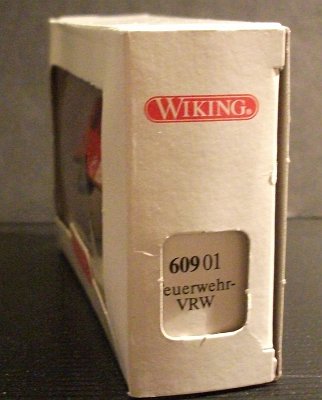 WIKING®
609 01
euerwehr-
VRW